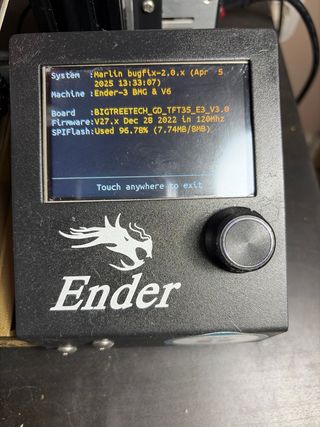 System :Marlin bugfix-2.0.x (Apr 5
2025 13:33:07)
Machine :Ender-3 BMG & V6
Board :BIGTREETECH_GD_TFT35_E3_V3.0
Firmware:V27.x Dec 28 2022 in 120Mhz
SPIFlash:Used 96.78% (7.74MB/8MB)
Touch anywhere to exit
Ender